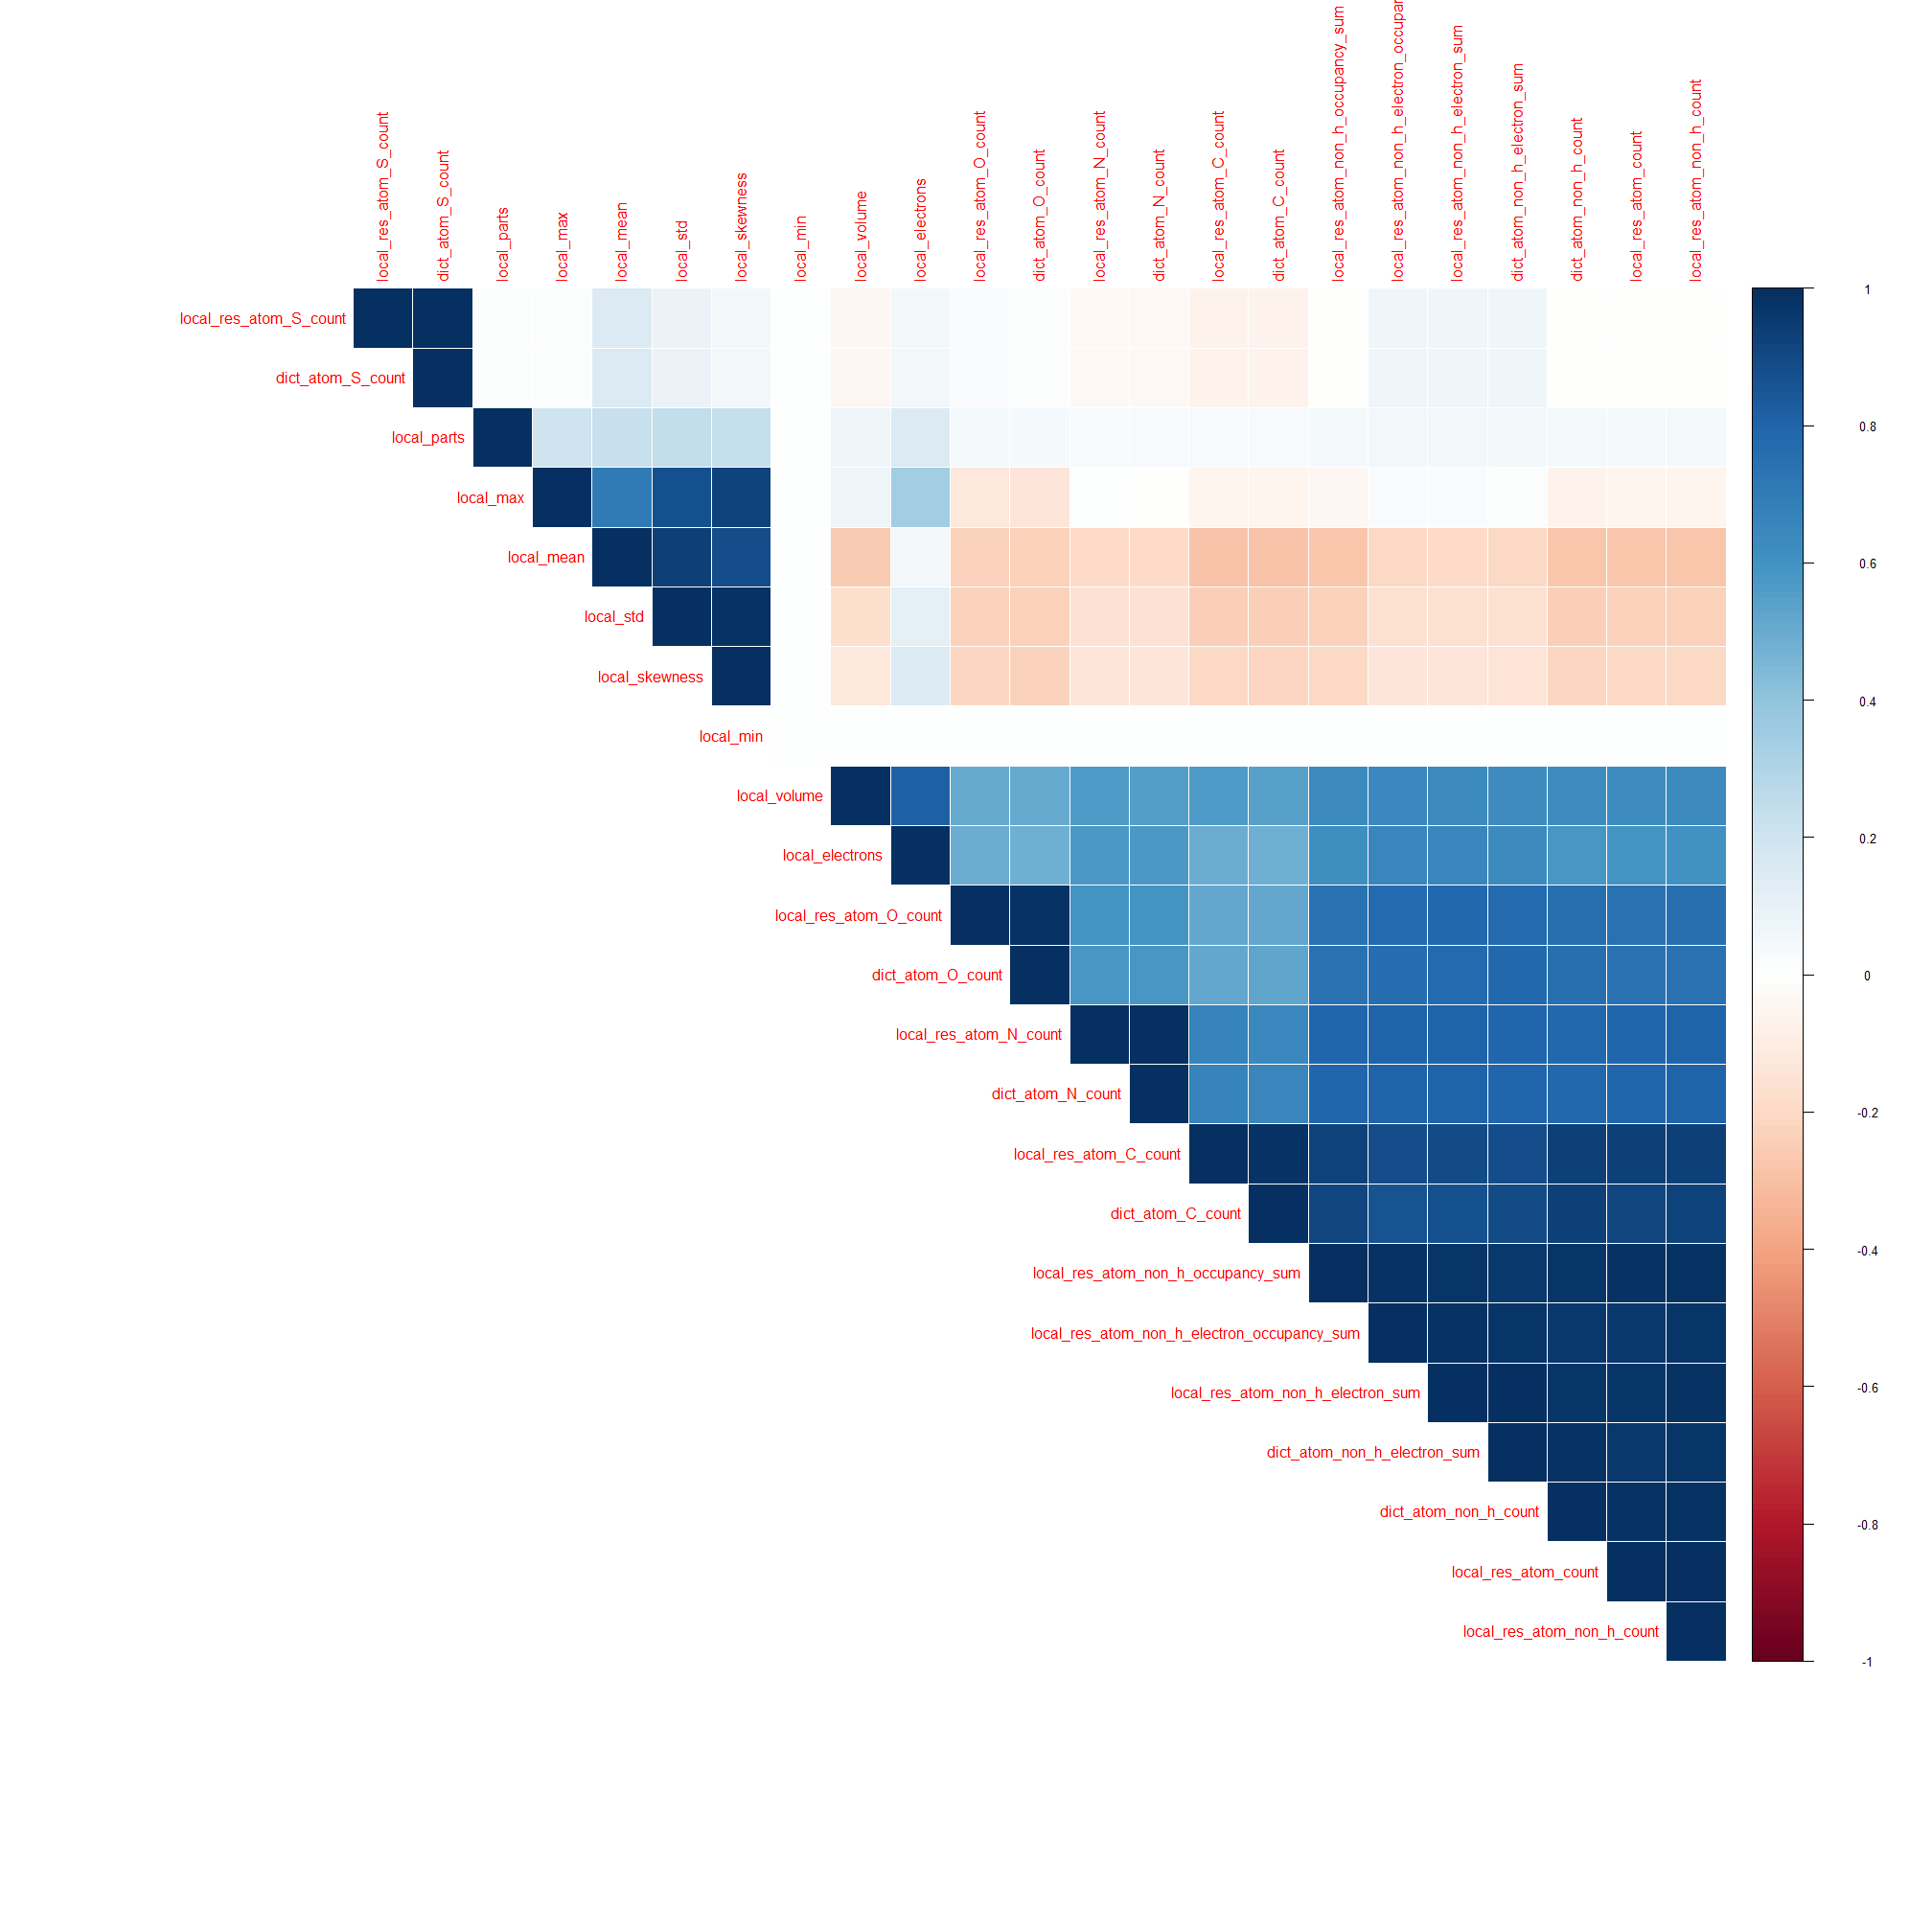 local_res_atom_S_count
dict_atom_S_count
local_parts
local_max
local_mean
local_std
local_skewness
local_min
local_volume
local_electrons
local_res_atom_O_count
dict_atom_O_count
local_res_atom_N_count
dict_atom_N_count
local_res_atom_C_count
dict_atom_C_count
local_res_atom_non_h_occupancy_sum
local_res_atom_non_h_electron_occupar
local_res_atom_non_h_electron_sum
dict_atom_non_h_electron_sum
dict_atom_non_h_count
local_res_atom_count
local_res_atom_non_h_count
local_res_atom_S_count
dict_atom_S_count
local_parts
local_max
local_mean
local_std
local_skewness
local_min
local_volume
local_electrons
local_res_atom_O_count
dict_atom_O_count
local_res_atom_N_count
dict_atom_N_count
local_res_atom_C_count
dict_atom_C_count
local_res_atom_non_h_occupancy_sum
local_res_atom_non_h_electron_occupancy_sum
local_res_atom_non_h_electron_sum
dict_atom_non_h_electron_sum
dict_atom_non_h_count
local_res_atom_count
local_res_atom_non_h_count
1
0.8
0.6
0.4
0.2
0
-0.2
-0.4
-0.6
-0.8
-1